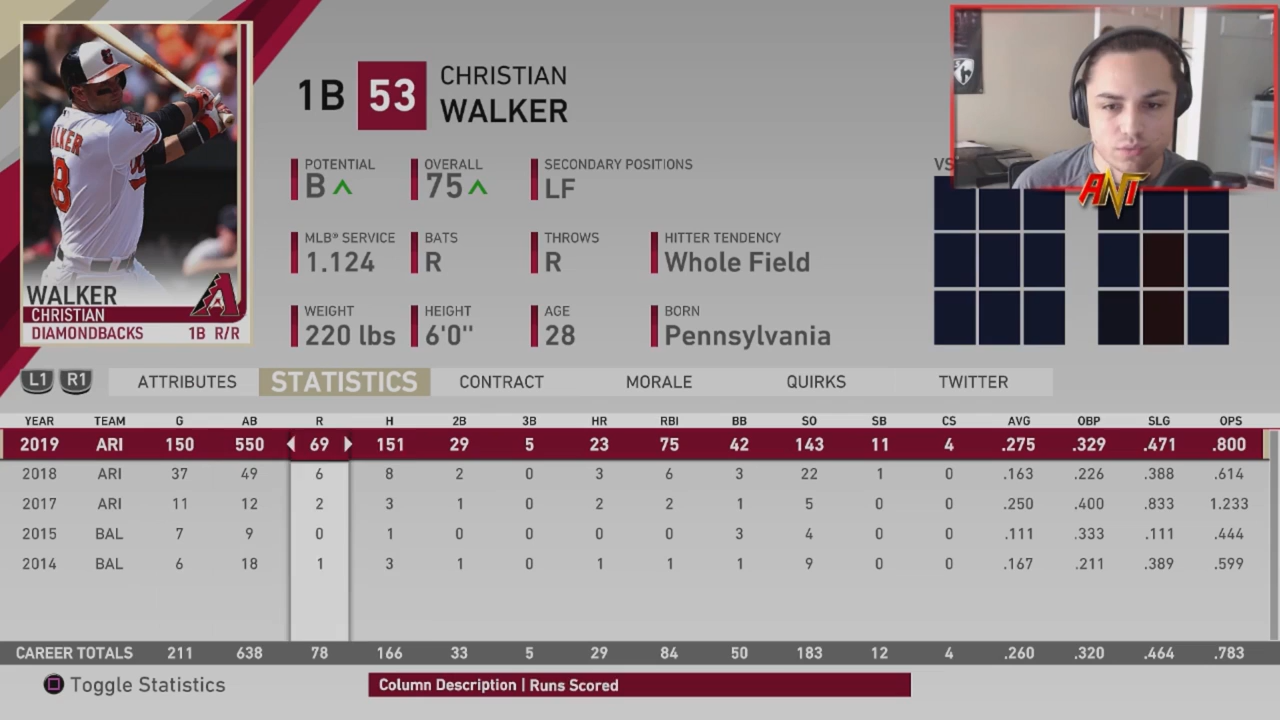 1B 53 CHRISTIAN
WALKER
POTENTIAL OVERALL SECONDARY POSITIONS
B 75 LF
MLB® SERVICE BATS THROWS HITTER TENDENCY
1.124 R R Whole Field
WEIGHT HEIGHT AGE BORN
220 lbs 6'0" 28 Pennsylvania
VS
ANT
8
WALKER
CHRISTIAN
DIAMONDBACKS 1B R/R
L1 R1 ATTRIBUTES STATISTICS CONTRACT MORALE QUIRKS TWITTER
YEAR TEAM G AB R H 2B 3B HR RBI BB SO SB CS AVG OBP SLG OPS
2019 ARI 150 550 69 151 29 5 23 75 42 143 11 4 .275 .329 .471 .800
2018 ARI 37 49 6 8 2 0 3 6 3 22 1 0 .163 .226 .388 .614
2017 ARI 11 12 2 3 1 0 2 2 1 5 0 0 .250 .400 .833 1.233
2015 BAL 7 9 0 1 0 0 0 0 3 4 0 0 .111 .333 .111 .444
2014 BAL 6 18 1 3 1 0 1 1 1 9 0 0 .167 .211 .389 .599
CAREER TOTALS 211 638 78 166 33 5 29 84 50 183 12 4 .260 .320 .464 .783
Toggle Statistics
Column Description | Runs Scored